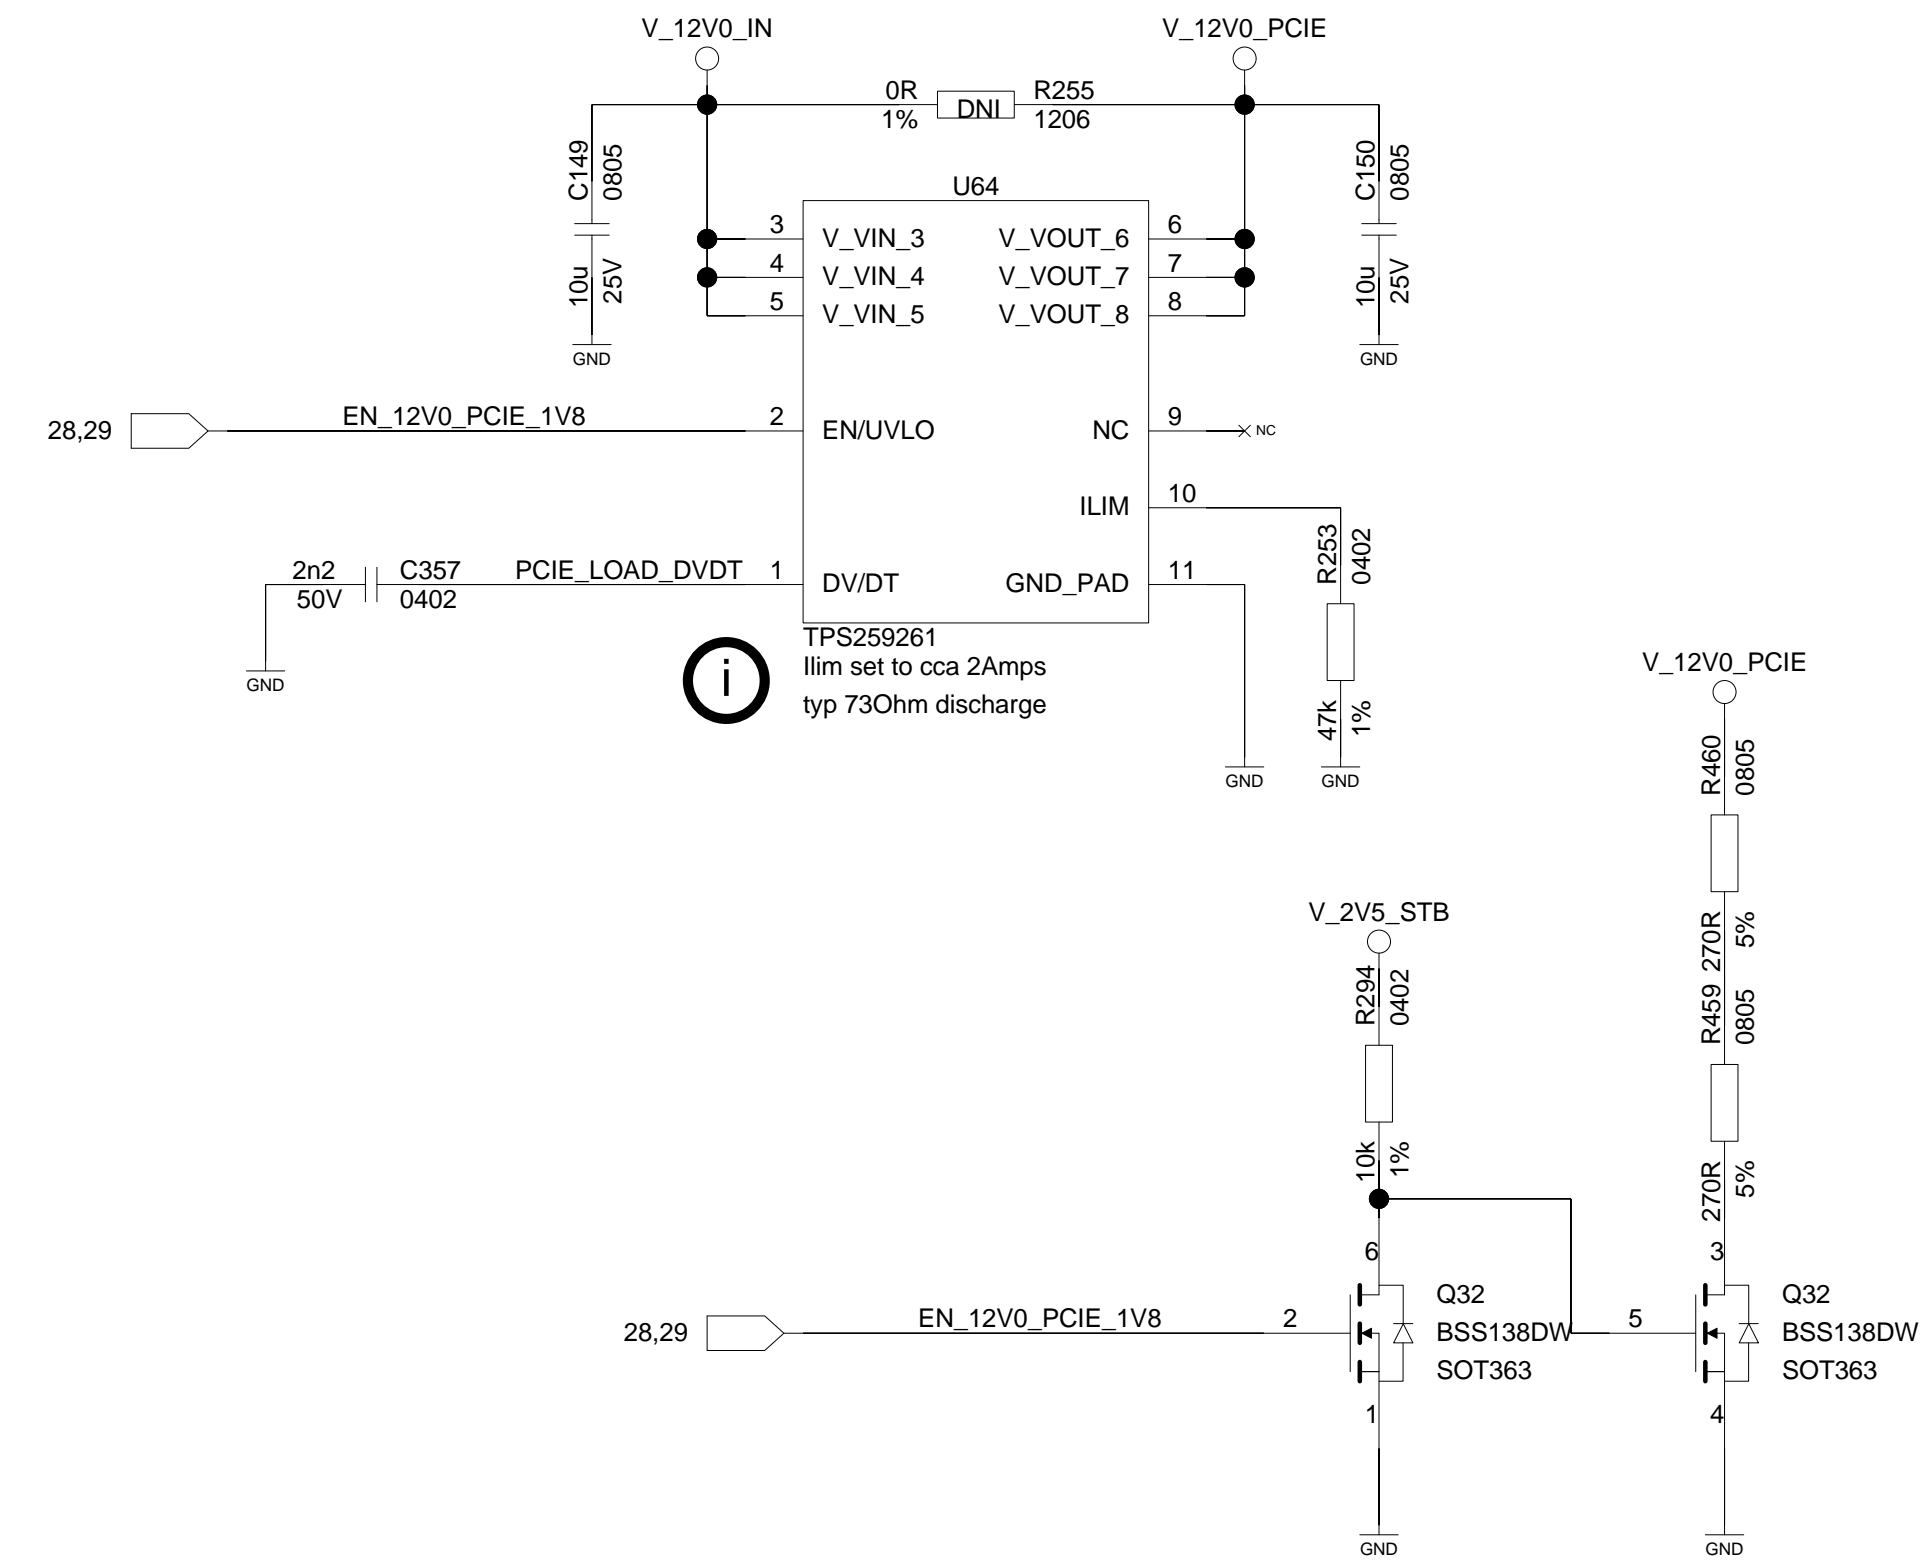 V_12V0_IN
V_12V0_PCIE
0R
1%
DNI
R255
1206
C149
0805
10u
25V
GND
C150
0805
10u
25V
GND
U64
3
V_VIN_3
V_VOUT_6
6
4
V_VIN_4
V_VOUT_7
7
5
V_VIN_5
V_VOUT_8
8
28,29
EN_12V0_PCIE_1V8
2
EN/UVLO
NC
9
NC
ILIM
10
R253
0402
47k
1%
GND
2n2
50V
C357
0402
PCIE_LOAD_DVDT
1
DV/DT
GND_PAD
11
GND
GND
TPS259261
i
Ilim set to cca 2Amps
typ 73Ohm discharge
V_12V0_PCIE
R460
0805
270R
5%
R459
0805
270R
5%
V_2V5_STB
R294
0402
10k
1%
6
3
28,29
EN_12V0_PCIE_1V8
2
Q32
BSS138DW
SOT363
1
GND
5
Q32
BSS138DW
SOT363
4
GND